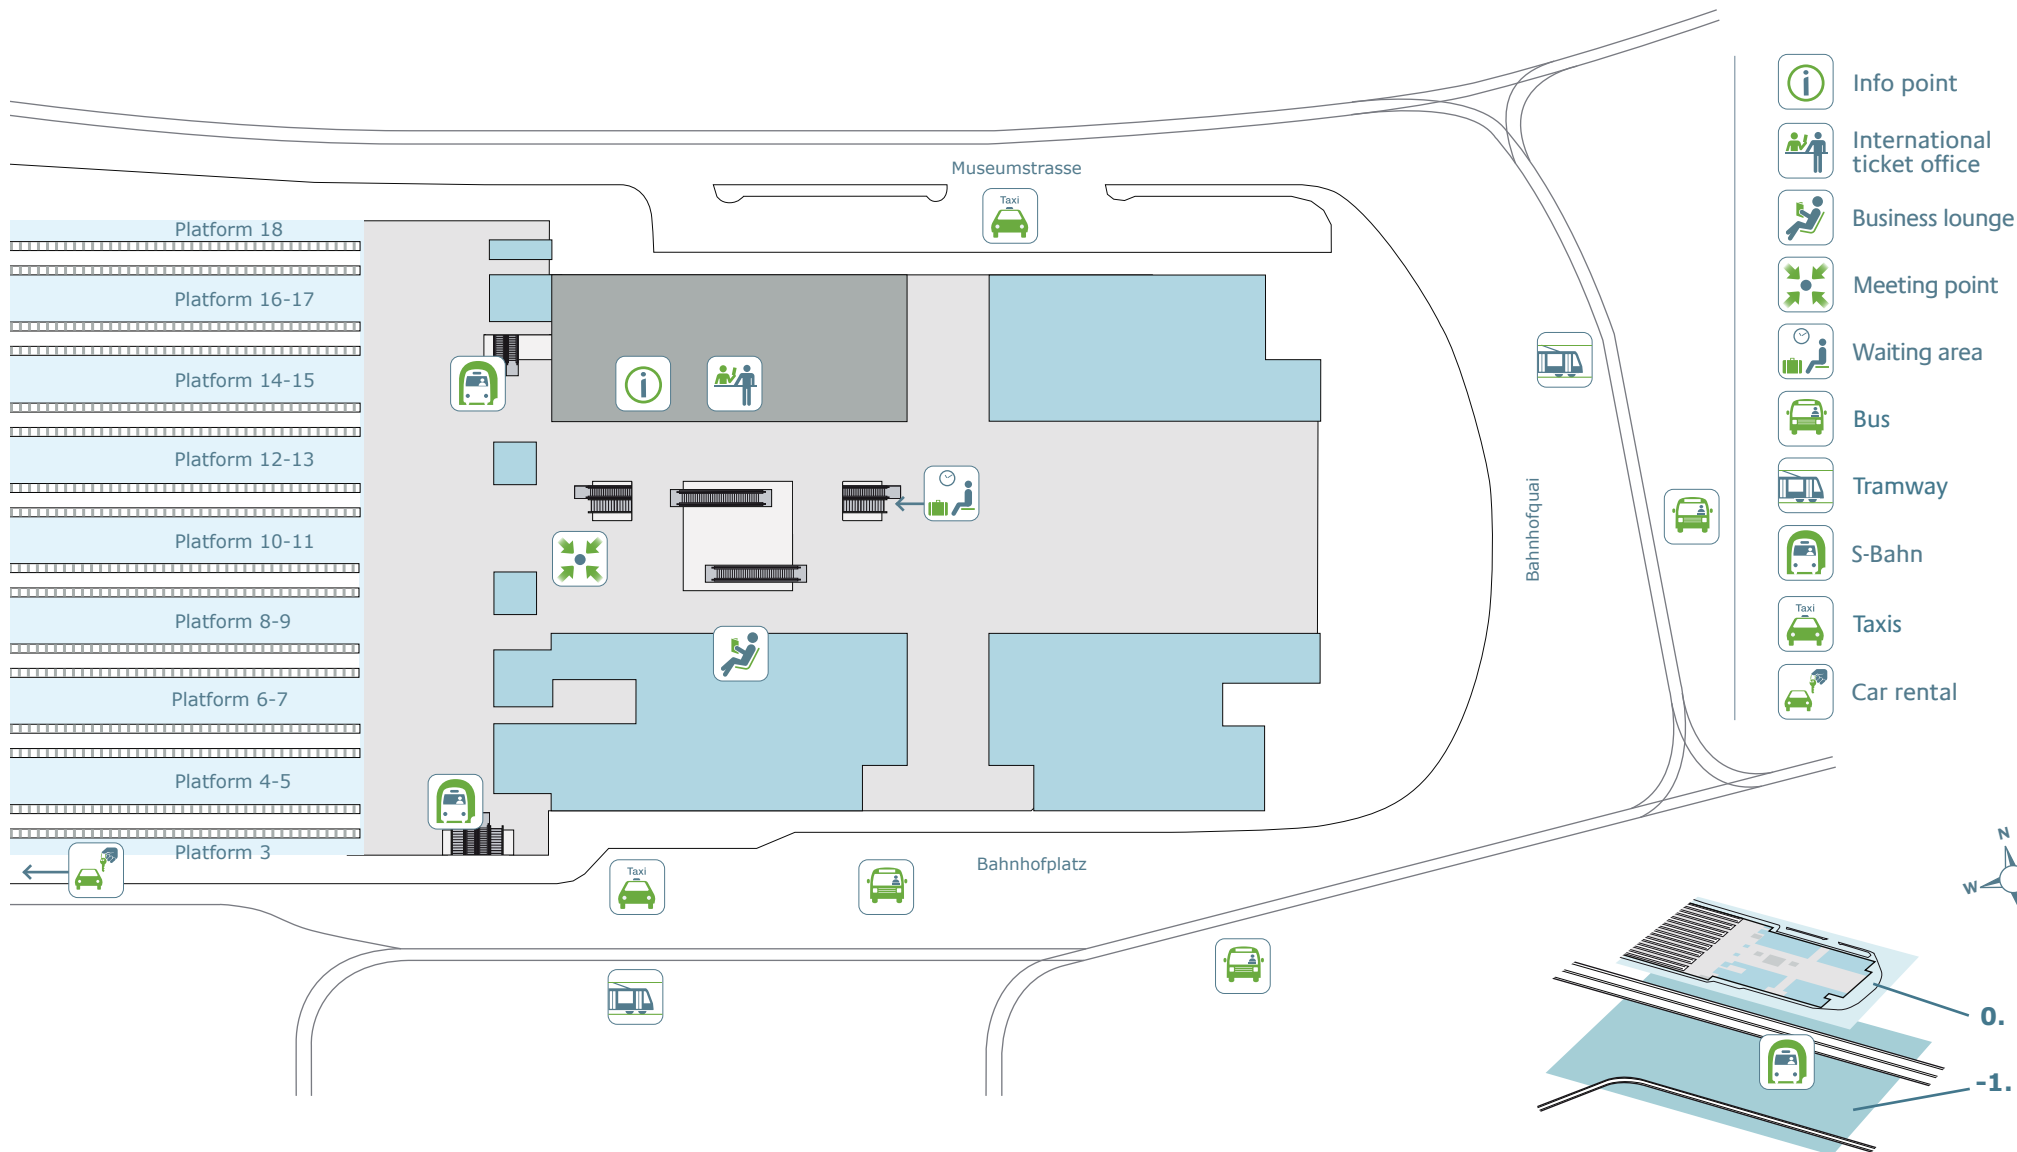 Museumstrasse
Taxi
Platform 18
Platform 16-17
Platform 14-15
Platform 12-13
Platform 10-11
Platform 8-9
Platform 6-7
Platform 4-5
Platform 3
Bahnhofquai
Taxi
Bahnhofplatz
Info point
International
ticket office
Business lounge
Meeting point
Waiting area
Bus
Tramway
S-Bahn
Taxi
Taxis
Car rental
N
W
0.
-1.